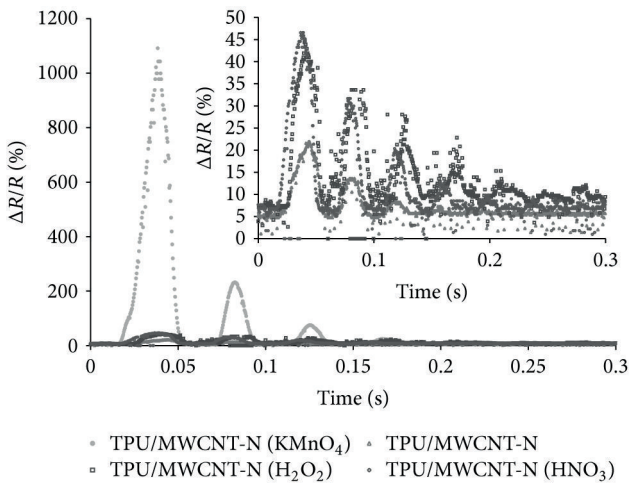 1200
1000
800
600
400
200
0
ΔR/R (%)
0 0.05 0.1 0.15 0.2 0.25 0.3
Time (s)
50
45
40
35
30
25
20
15
10
5
0
ΔR/R (%)
0 0.1 0.2 0.3
Time (s)
TPU/MWCNT-N (KMnO₄) TPU/MWCNT-N
TPU/MWCNT-N (H₂O₂) TPU/MWCNT-N (HNO₃)